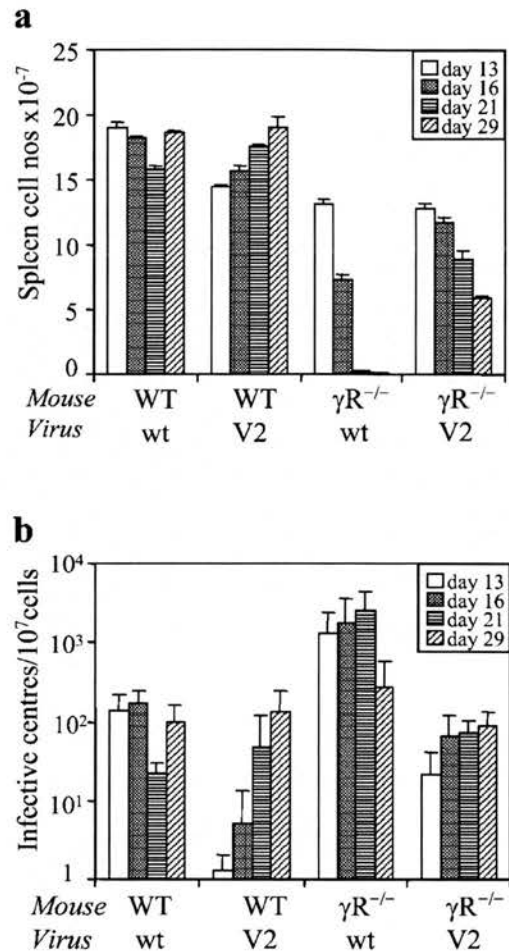 a
Spleen cell nos x10⁻⁷
25
20
15
10
5
0
day 13
day 16
day 21
day 29
Mouse WT WT γR⁻/⁻ γR⁻/⁻
Virus wt V2 wt V2
b
Infective centres/10⁷cells
10⁴
10³
10²
10¹
1
day 13
day 16
day 21
day 29
Mouse WT WT γR⁻/⁻ γR⁻/⁻
Virus wt V2 wt V2